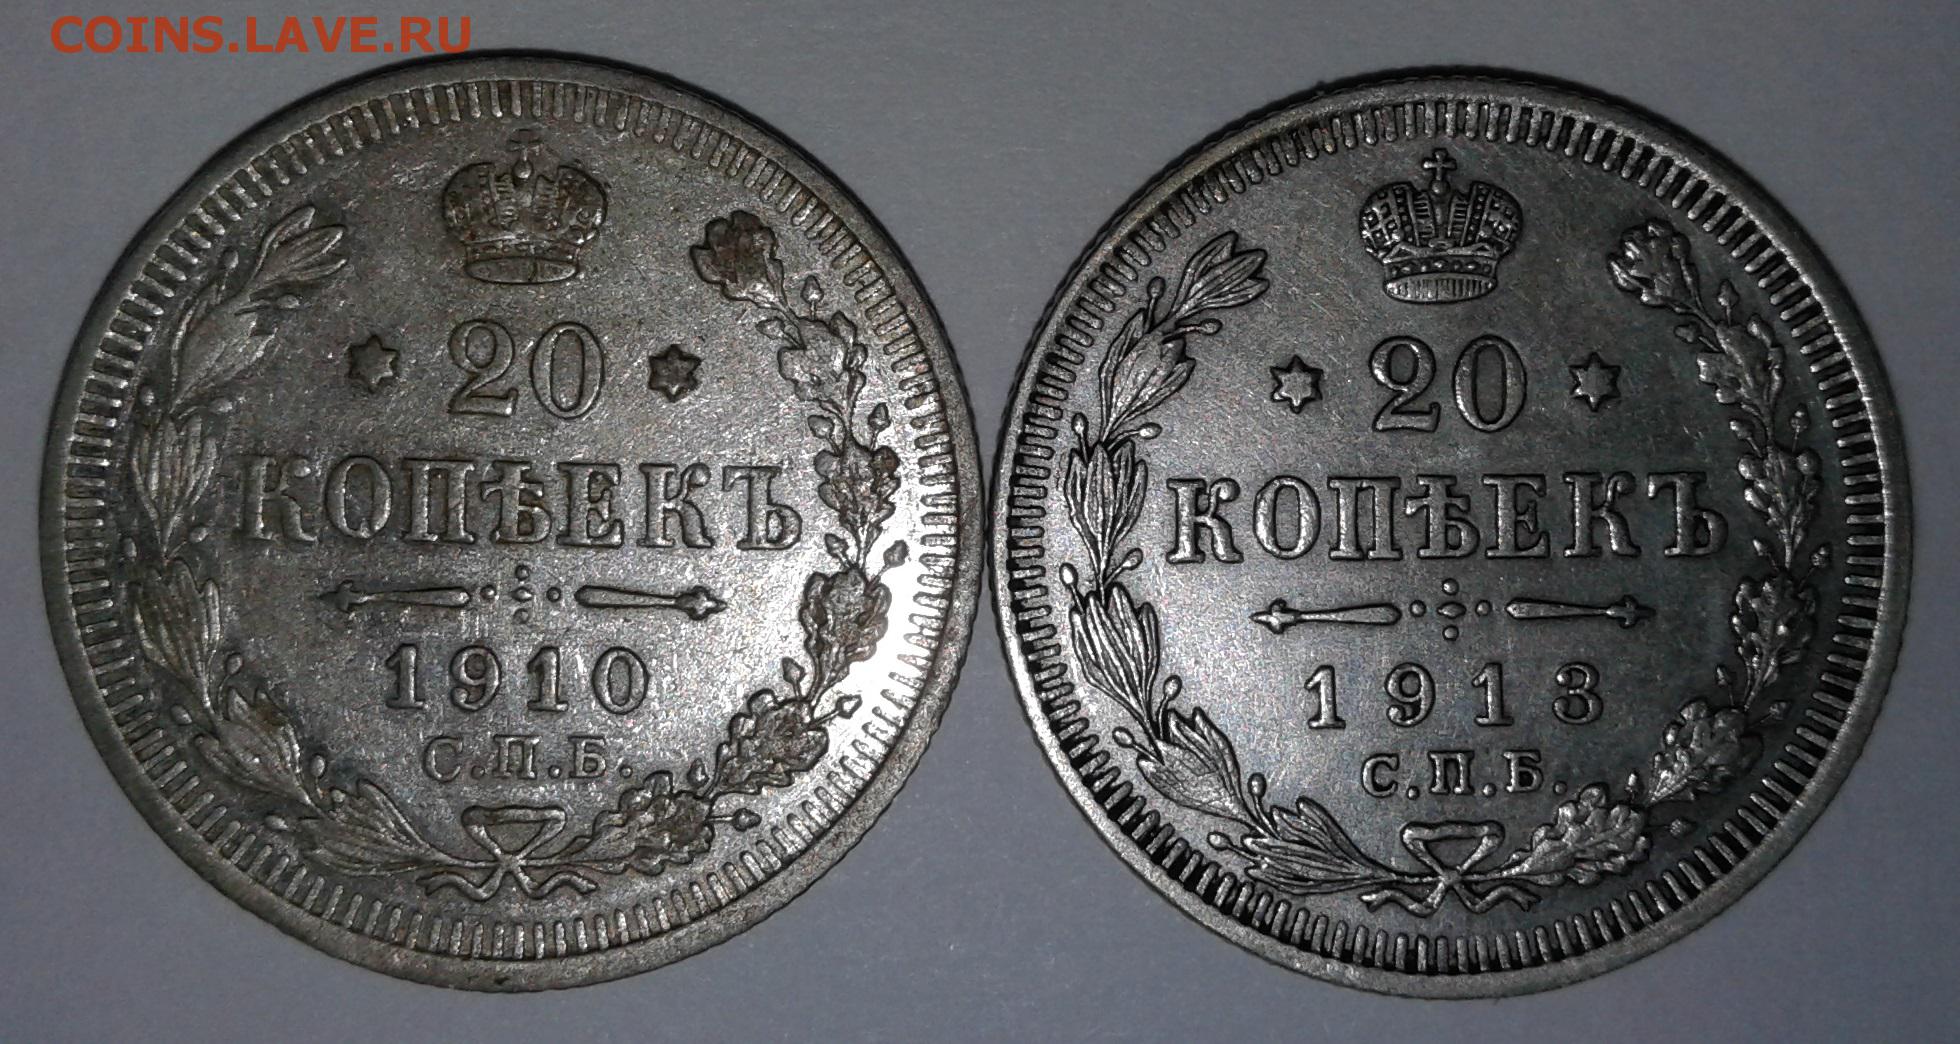 COINS.LAVE.RU
20
КОПѢЕКЪ
1910
С.П.Б.
20
КОПѢЕКЪ
1913
С.П.Б.